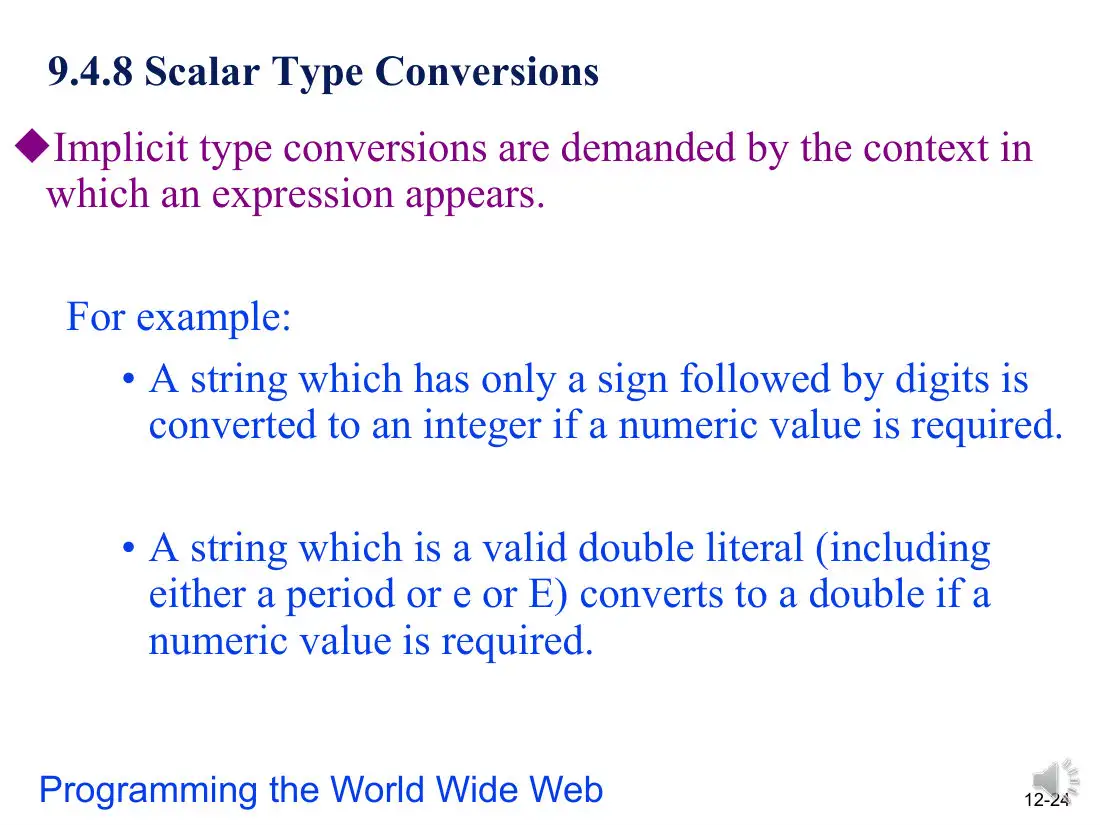 9.4.8 Scalar Type Conversions
◆Implicit type conversions are demanded by the context in
which an expression appears.
For example:
• A string which has only a sign followed by digits is
converted to an integer if a numeric value is required.
• A string which is a valid double literal (including
either a period or e or E) converts to a double if a
numeric value is required.
Programming the World Wide Web
12-24